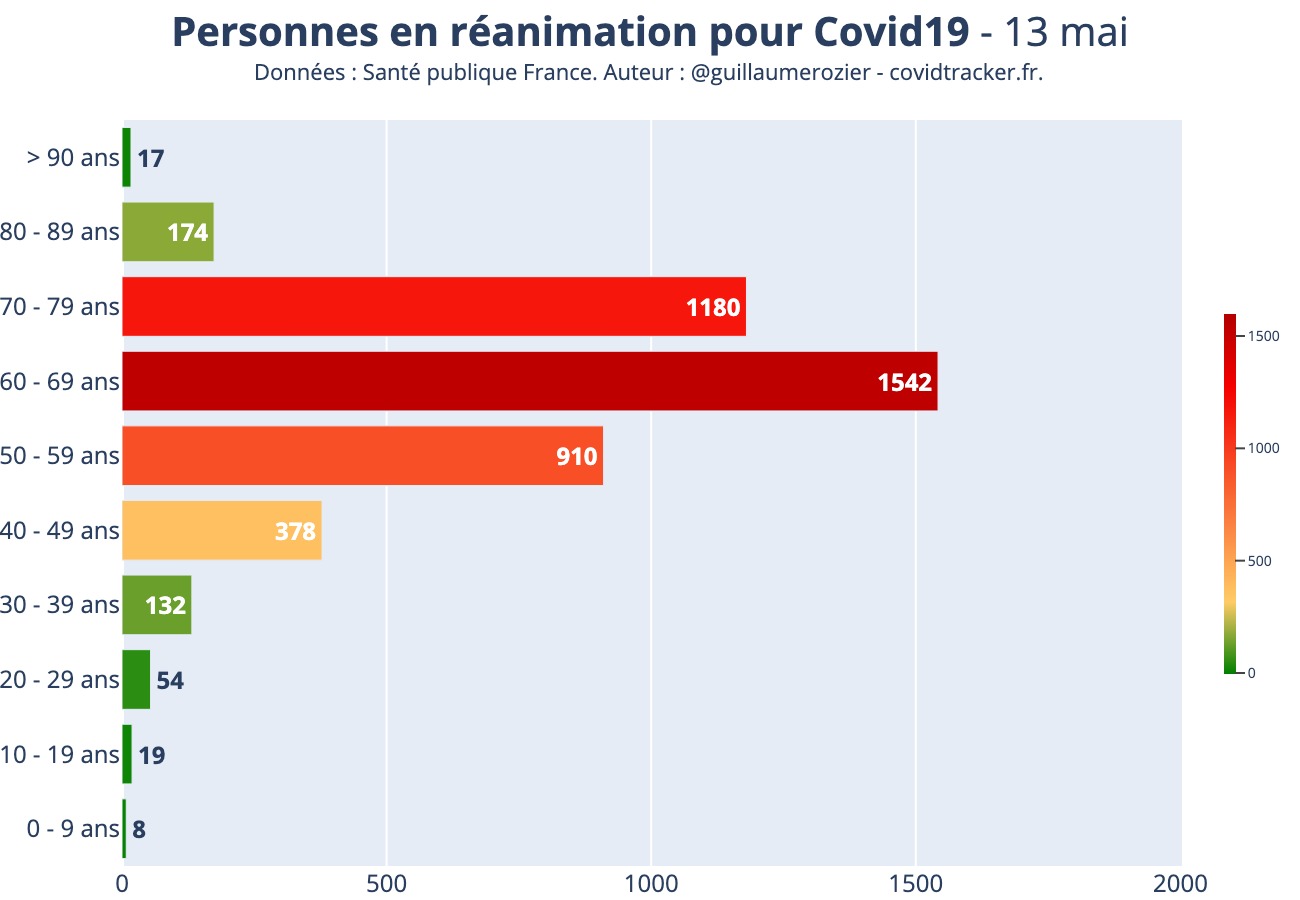 Personnes en réanimation pour Covid19 - 13 mai
Données : Santé publique France. Auteur : @guillaumerozier - covidtracker.fr.
> 90 ans 17
80 - 89 ans 174
70 - 79 ans 1180
60 - 69 ans 1542
50 - 59 ans 910
40 - 49 ans 378
30 - 39 ans 132
20 - 29 ans 54
10 - 19 ans 19
0 - 9 ans 8
0 500 1000 1500 2000
1500
1000
500
0